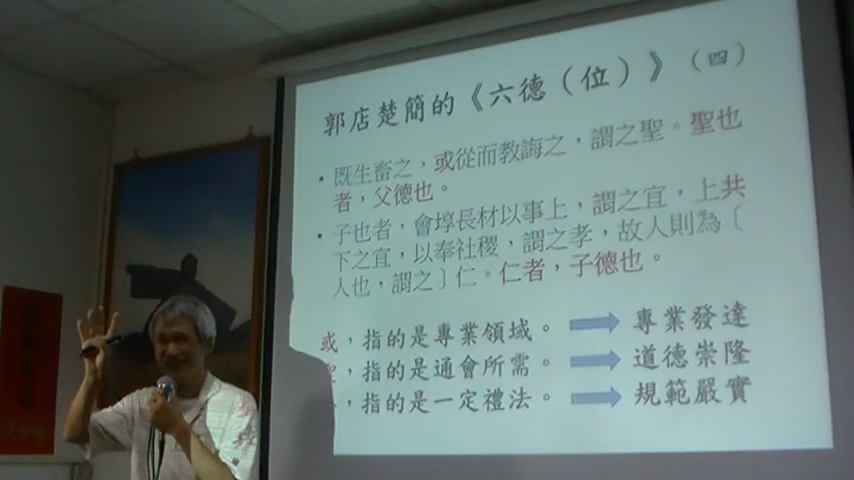 郭店楚簡的《六德（位）》（四）
• 既生畜之，或從而教誨之，謂之聖。聖也
者，父德也。
• 子也者，會埻長材以事上，謂之宜，上共
下之宜，以奉社稷，謂之孝，故人則為〔
人也，謂之〕仁。仁者，子德也。
或，指的是專業領域。 → 專業發達
，指的是通會所需。 → 道德崇隆
，指的是一定禮法。 → 規範嚴實